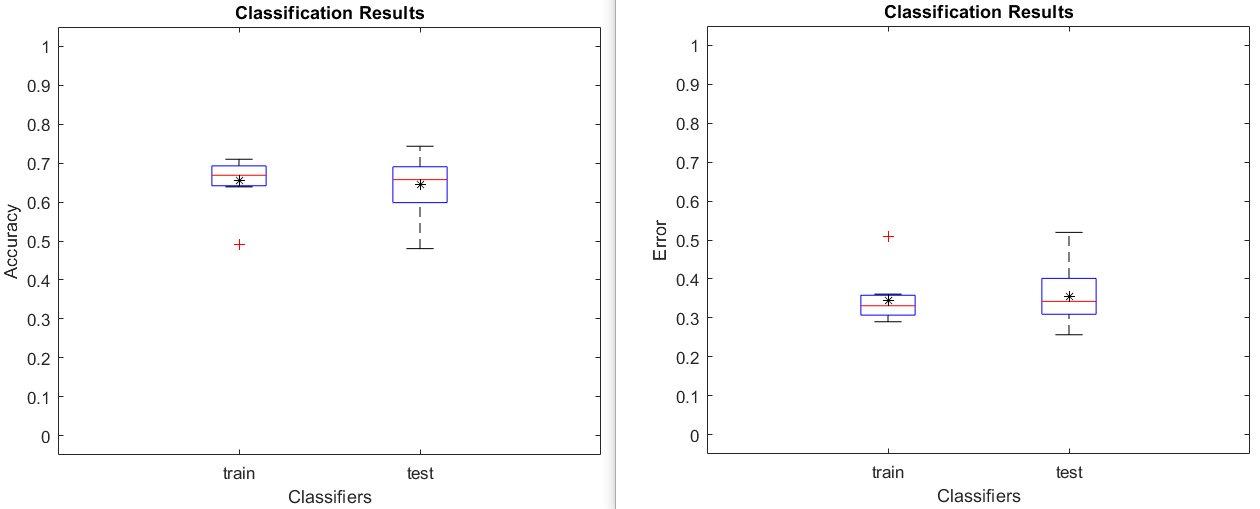 Classification Results
1
0.9
0.8
0.7
0.6
0.5
0.4
0.3
0.2
0.1
0
Accuracy
train test
Classifiers
Classification Results
1
0.9
0.8
0.7
0.6
0.5
0.4
0.3
0.2
0.1
0
Error
train test
Classifiers